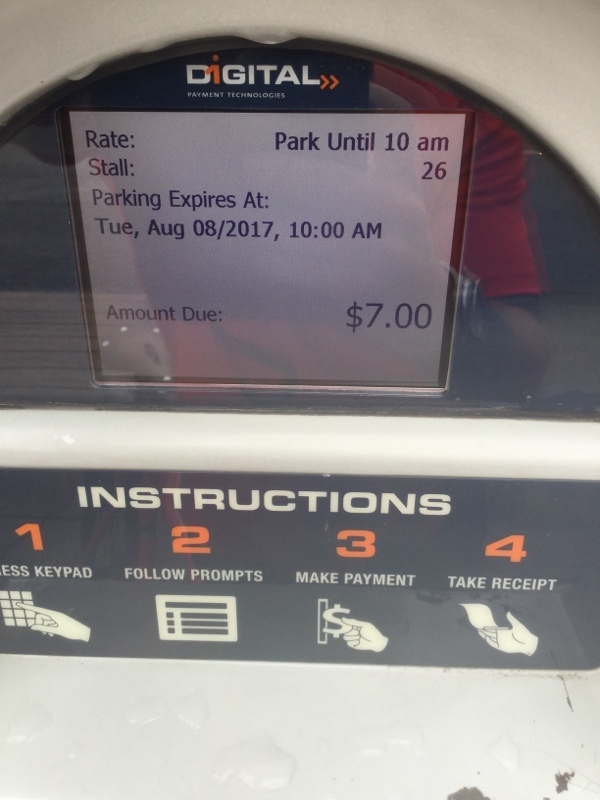 DIGITAL
PAYMENT TECHNOLOGIES
Rate: Park Until 10 am
Stall: 26
Parking Expires At:
Tue, Aug 08/2017, 10:00 AM
Amount Due: $7.00
INSTRUCTIONS
1 2 3 4
ESS KEYPAD FOLLOW PROMPTS MAKE PAYMENT TAKE RECEIPT
$